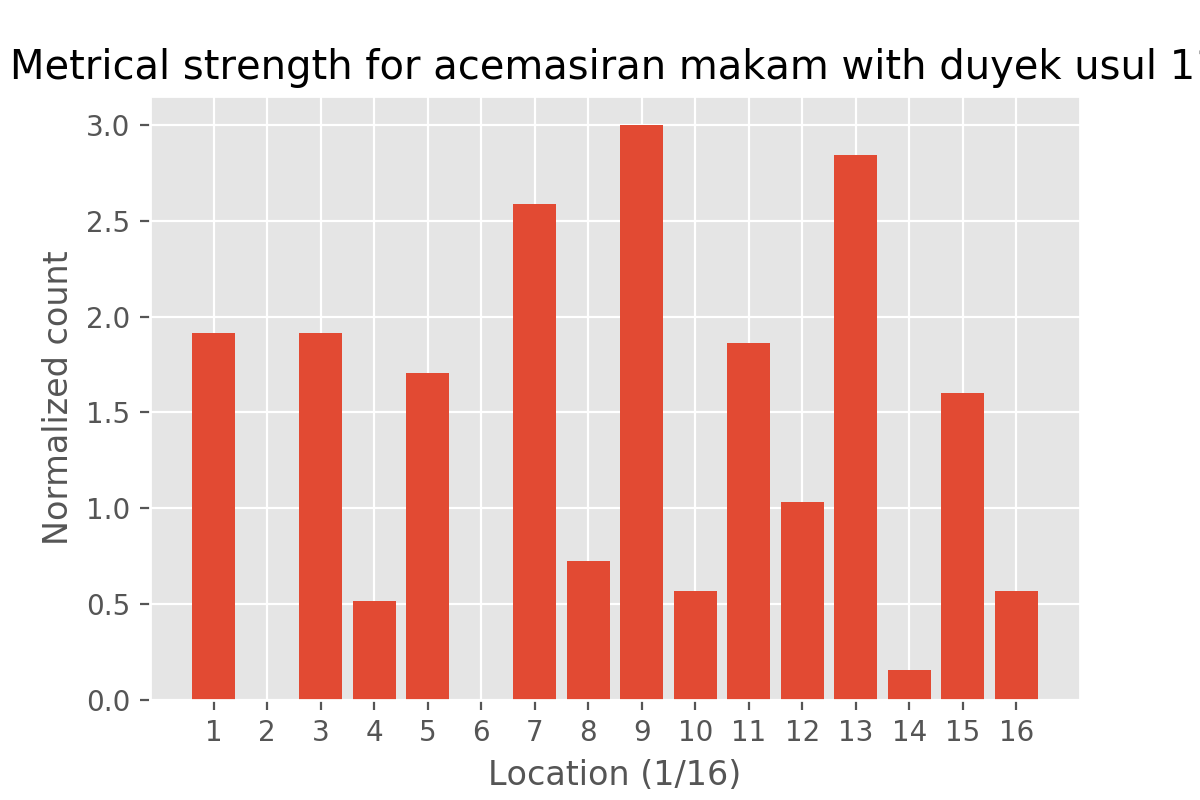 Metrical strength for acemasiran makam with duyek usul
3.0
2.5
2.0
1.5
1.0
0.5
0.0
Normalized count
1 2 3 4 5 6 7 8 9 10 11 12 13 14 15 16
Location (1/16)